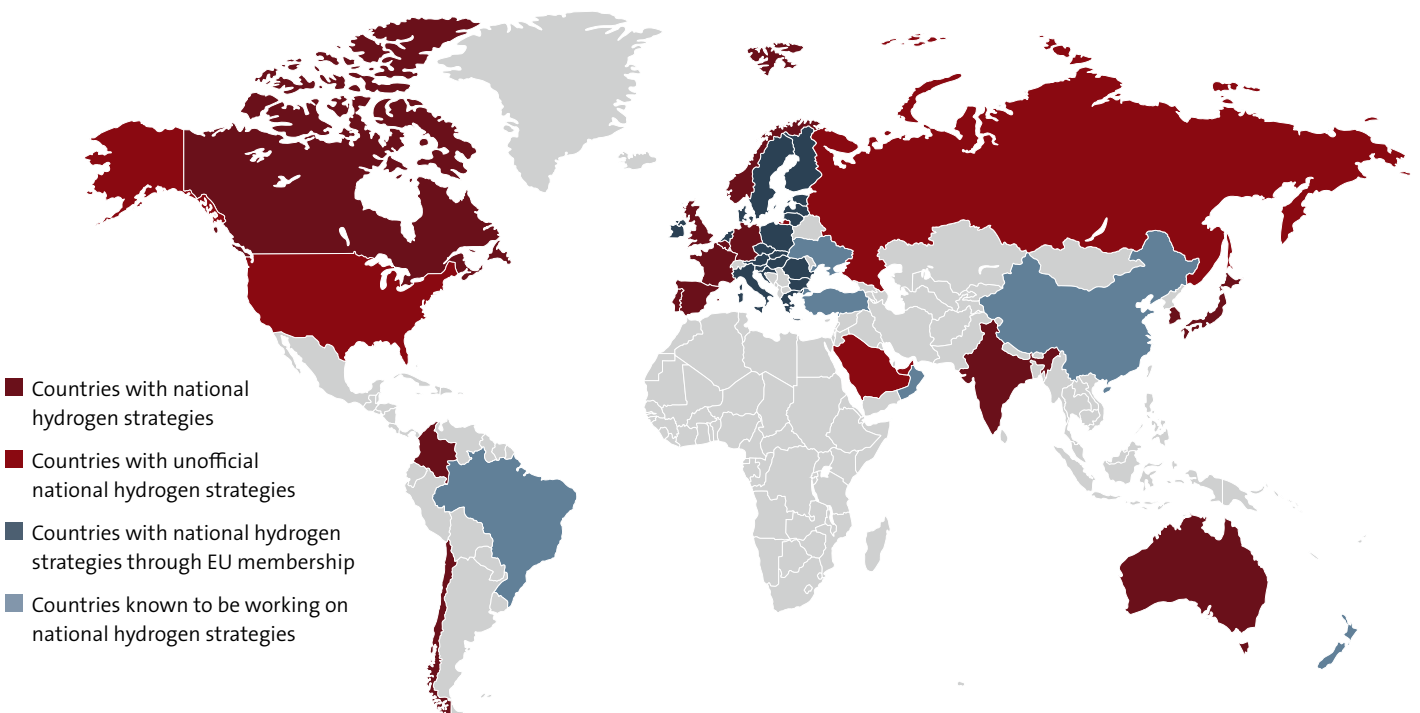 Countries with national
hydrogen strategies
Countries with unofficial
national hydrogen strategies
Countries with national hydrogen
strategies through EU membership
Countries known to be working on
national hydrogen strategies